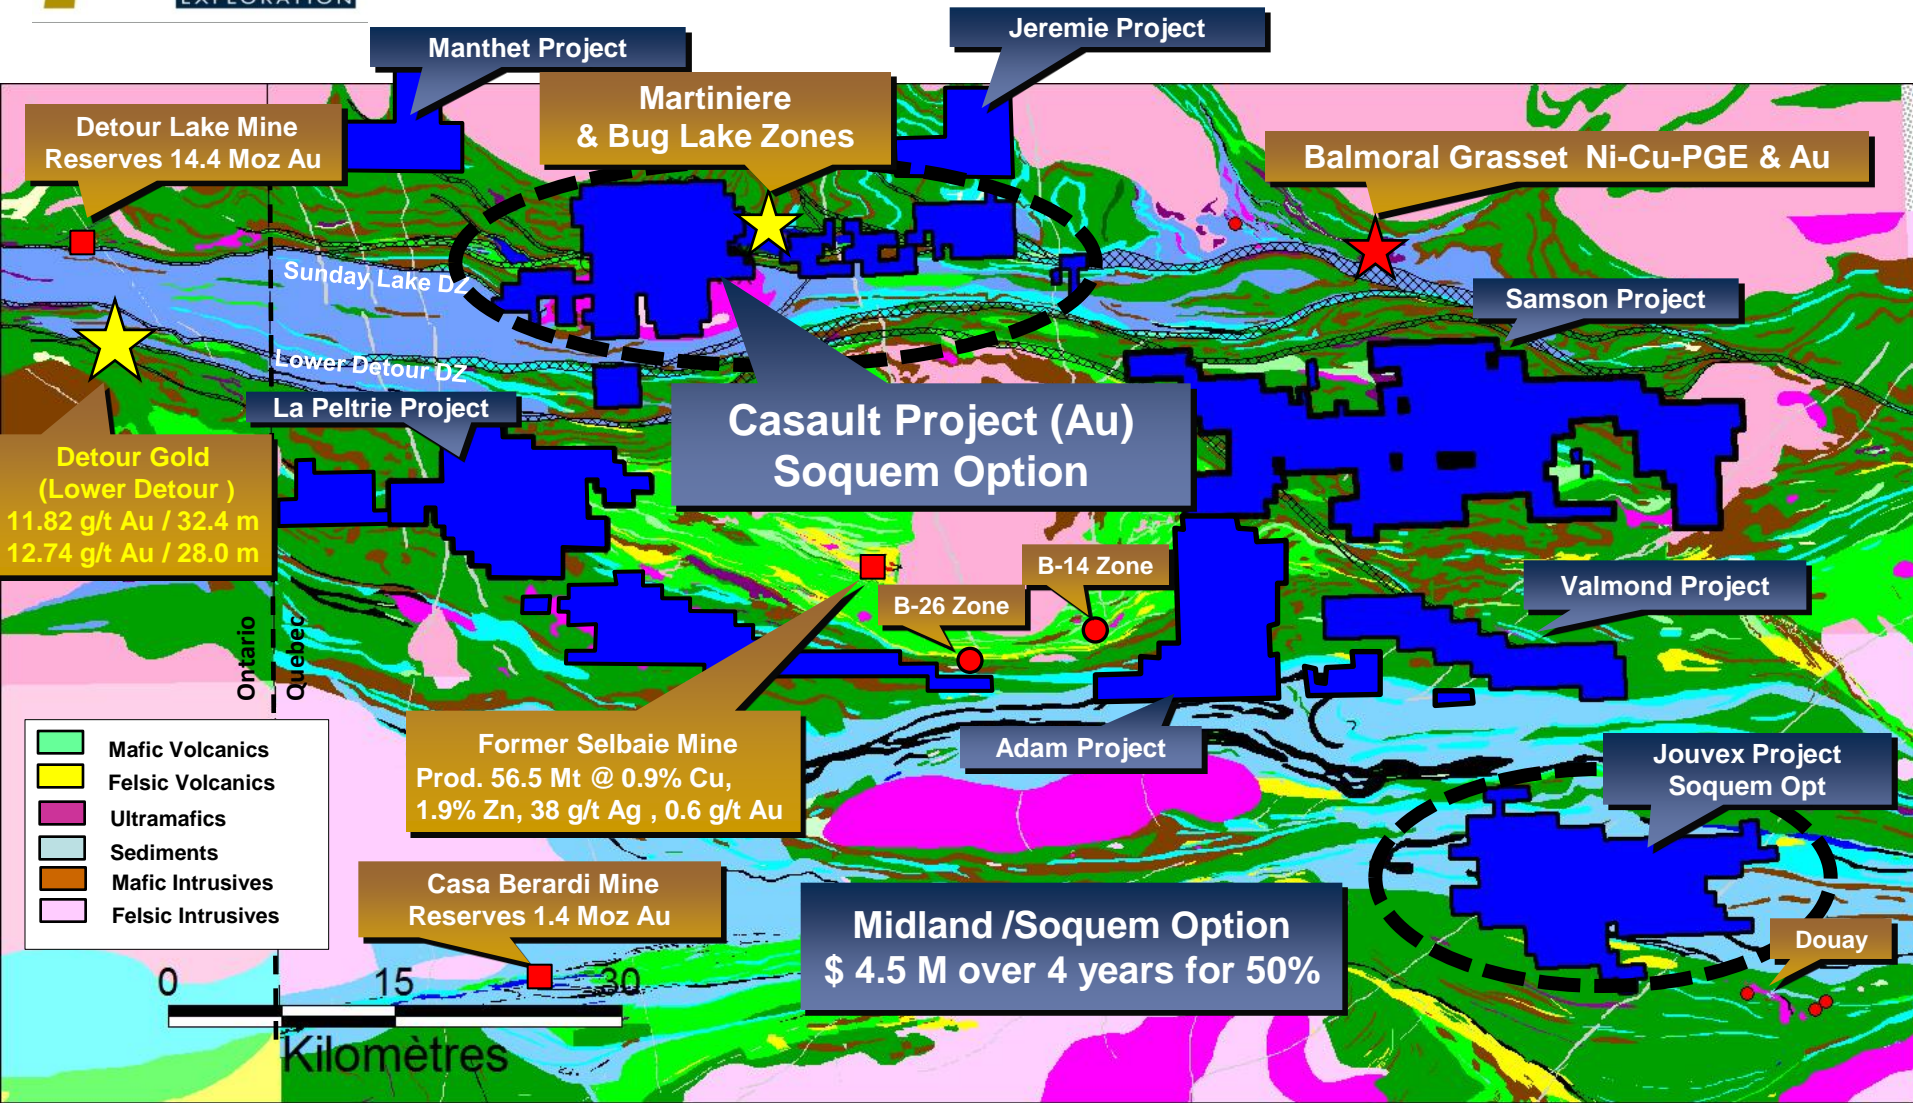 EXPLORATION
Manthet Project
Jeremie Project
Martiniere
& Bug Lake Zones
Detour Lake Mine
Reserves 14.4 Moz Au
Balmoral Grasset Ni-Cu-PGE & Au
Sunday Lake DZ
Samson Project
Lower Detour DZ
La Peltrie Project
Casault Project (Au)
Soquem Option
Detour Gold
(Lower Detour )
11.82 g/t Au / 32.4 m
12.74 g/t Au / 28.0 m
B-14 Zone
B-26 Zone
Valmond Project
Ontario
Quebec
Former Selbaie Mine
Prod. 56.5 Mt @ 0.9% Cu,
1.9% Zn, 38 g/t Ag , 0.6 g/t Au
Adam Project
Jouvex Project
Soquem Opt
Mafic Volcanics
Felsic Volcanics
Ultramafics
Sediments
Mafic Intrusives
Felsic Intrusives
Casa Berardi Mine
Reserves 1.4 Moz Au
Midland /Soquem Option
$ 4.5 M over 4 years for 50%
Douay
0 15 30
Kilomètres